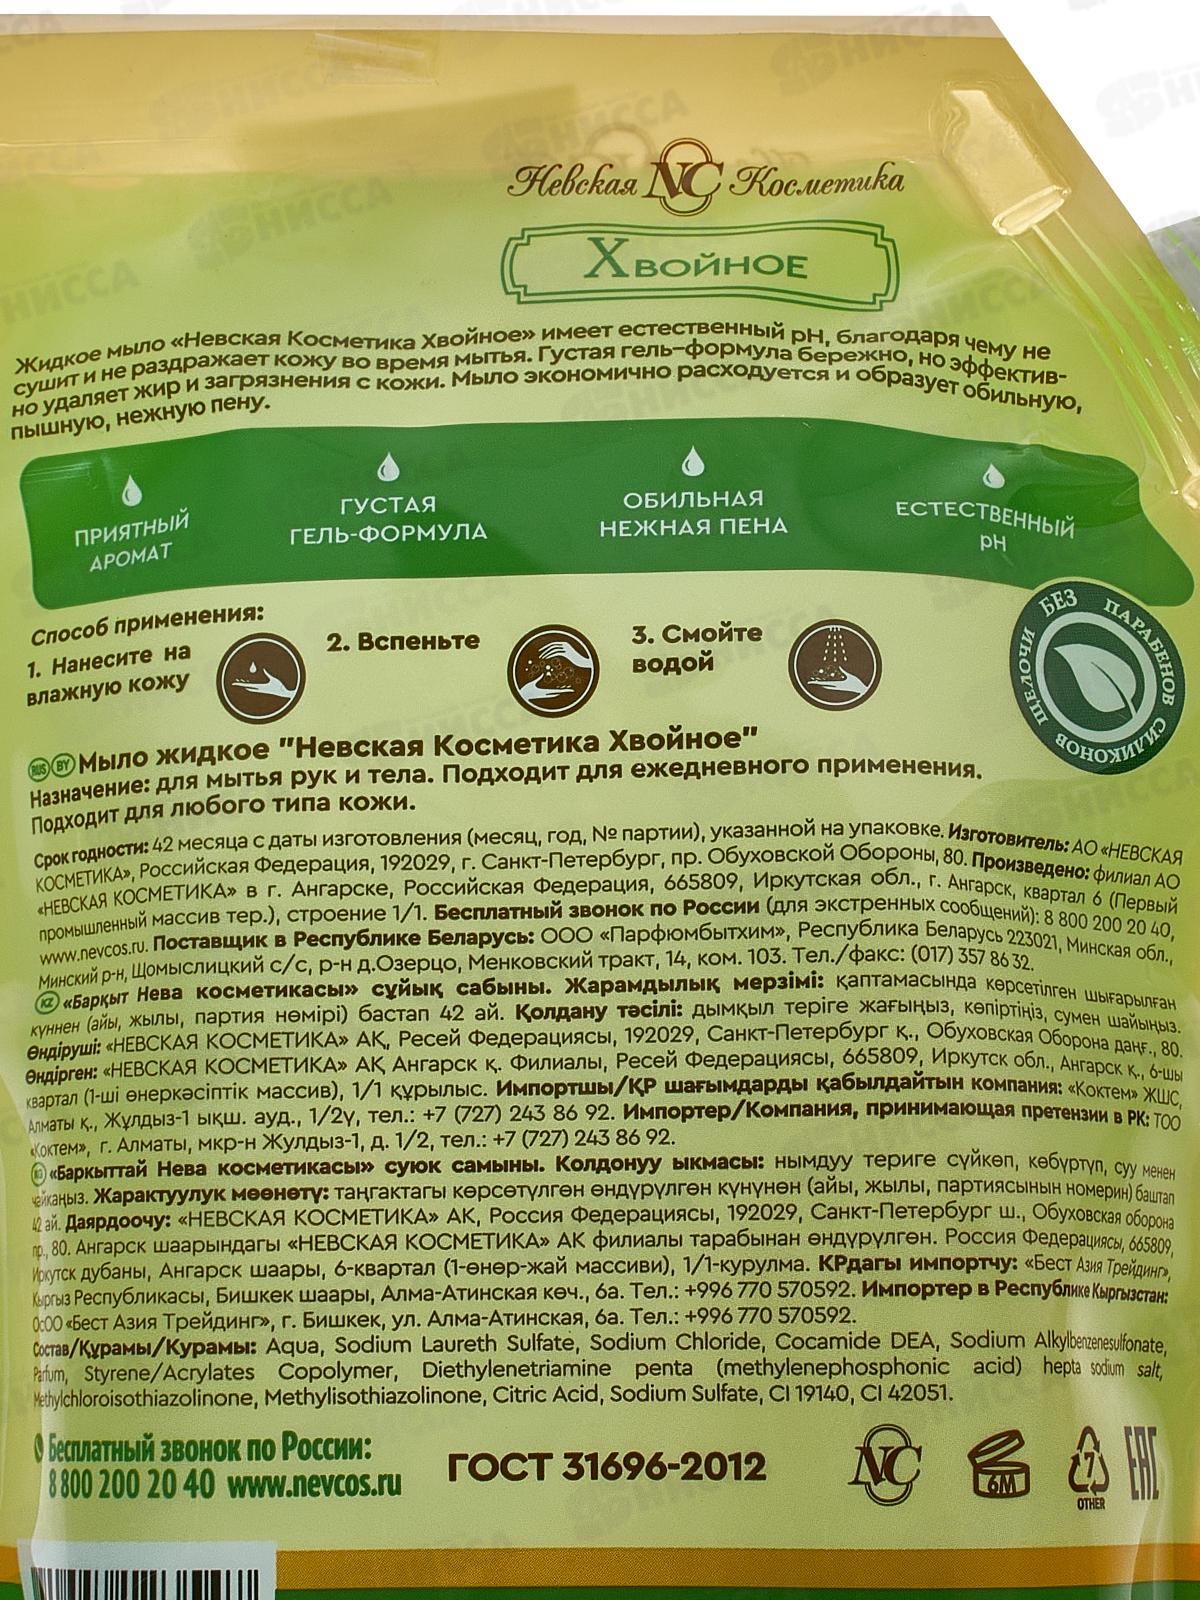 Невская NC Косметика
Хвойное
Жидкое мыло «Невская Косметика Хвойное» имеет естественный pH, благодаря чему не
сушит и не раздражает кожу во время мытья. Густая гель-формула бережно, но эффектив-
но удаляет жир и загрязнения с кожи. Мыло экономично расходуется и образует обильную,
пышную, нежную пену.
ПРИЯТНЫЙ
АРОМАТ
ГУСТАЯ
ГЕЛЬ-ФОРМУЛА
ОБИЛЬНАЯ
НЕЖНАЯ ПЕНА
ЕСТЕСТВЕННЫЙ
pH
Способ применения:
1. Нанесите на
влажную кожу
2. Вспеньте
3. Смойте
водой
БЕЗ ПАРАБЕНОВ СИЛИКОНОВ ЩЕЛОЧИ
RUS BY Мыло жидкое "Невская Косметика Хвойное"
Назначение: для мытья рук и тела. Подходит для ежедневного применения.
Подходит для любого типа кожи.
Срок годности: 42 месяца с даты изготовления (месяц, год, № партии), указанной на упаковке. Изготовитель: АО «НЕВСКАЯ
КОСМЕТИКА», Российская Федерация, 192029, г. Санкт-Петербург, пр. Обуховской Обороны, 80. Произведено: филиал АО
«НЕВСКАЯ КОСМЕТИКА» в г. Ангарске, Российская Федерация, 665809, Иркутская обл., г. Ангарск, квартал 6 (Первый
промышленный массив тер.), строение 1/1. Бесплатный звонок по России (для экстренных сообщений): 8 800 200 20 40,
www.nevcos.ru. Поставщик в Республике Беларусь: ООО «Парфюмбытхим», Республика Беларусь 223021, Минская обл.,
Минский р-н, Щомыслицкий с/с, р-н д.Озерцо, Менковский тракт, 14, ком. 103. Тел./факс: (017) 357 86 32.
KZ «Барқыт Нева косметикасы» сұйық сабыны. Жарамдылық мерзімі: қаптамасында көрсетілген шығарылған
күннен (айы, жылы, партия нөмірі) бастап 42 ай. Қолдану тәсілі: дымқыл теріге жағыңыз, көпіртіңіз, сумен шайыңыз.
Өндіруші: «НЕВСКАЯ КОСМЕТИКА» АҚ, Ресей Федерациясы, 192029, Санкт-Петербург қ., Обуховская Оборона даңғ., 80.
Өндірген: «НЕВСКАЯ КОСМЕТИКА» АҚ Ангарск қ. Филиалы, Ресей Федерациясы, 665809, Иркутск обл., Ангарск қ., 6-шы
квартал (1-ші өнеркәсіптік массив), 1/1 құрылыс. Импортшы/ҚР шағымдарды қабылдайтын компания: «Коктем» ЖШС,
Алматы қ., Жұлдыз-1 ықш. ауд., 1/2ү, тел.: +7 (727) 243 86 92. Импортер/Компания, принимающая претензии в РК: ТОО
«Коктем», г. Алматы, мкр-н Жулдыз-1, д. 1/2, тел.: +7 (727) 243 86 92.
«Баркыттай Нева косметикасы» суюк самыны. Колдонуу ыкмасы: нымдуу териге сүйкөп, көбүртүп, суу менен
чайкаңыз. Жарактуулук мөөнөтү: таңгактагы көрсөтүлгөн өндүрүлгөн күнүнөн (айы, жылы, партиясынын номерин) баштап
42 ай. Даярдоочу: «НЕВСКАЯ КОСМЕТИКА» АК, Россия Федерациясы, 192029, Санкт-Петербург ш., Обуховская оборона
пр., 80. Ангарск шаарындагы «НЕВСКАЯ КОСМЕТИКА» АК филиалы тарабынан өндүрүлгөн. Россия Федерациясы, 665809,
Иркутск дубаны, Ангарск шаары, 6-квартал (1-өнөр-жай массиви), 1/1-курулма. КРдагы импортчу: «Бест Азия Трейдинг»,
Кыргыз Республикасы, Бишкек шаары, Алма-Атинская көч., 6а. Тел.: +996 770 570592. Импортер в Республике Кыргызстан:
ОсОО «Бест Азия Трейдинг», г. Бишкек, ул. Алма-Атинская, 6а. Тел.: +996 770 570592.
Состав/Құрамы/Курамы: Aqua, Sodium Laureth Sulfate, Sodium Chloride, Cocamide DEA, Sodium Alkylbenzenesulfonate,
Parfum, Styrene/Acrylates Copolymer, Diethylenetriamine penta (methylenephosphonic acid) hepta sodium salt,
Methylchloroisothiazolinone, Methylisothiazolinone, Citric Acid, Sodium Sulfate, CI 19140, CI 42051.
Бесплатный звонок по России:
8 800 200 20 40 www.nevcos.ru
ГОСТ 31696-2012
NC
6M
7
OTHER
EAC
НИССА